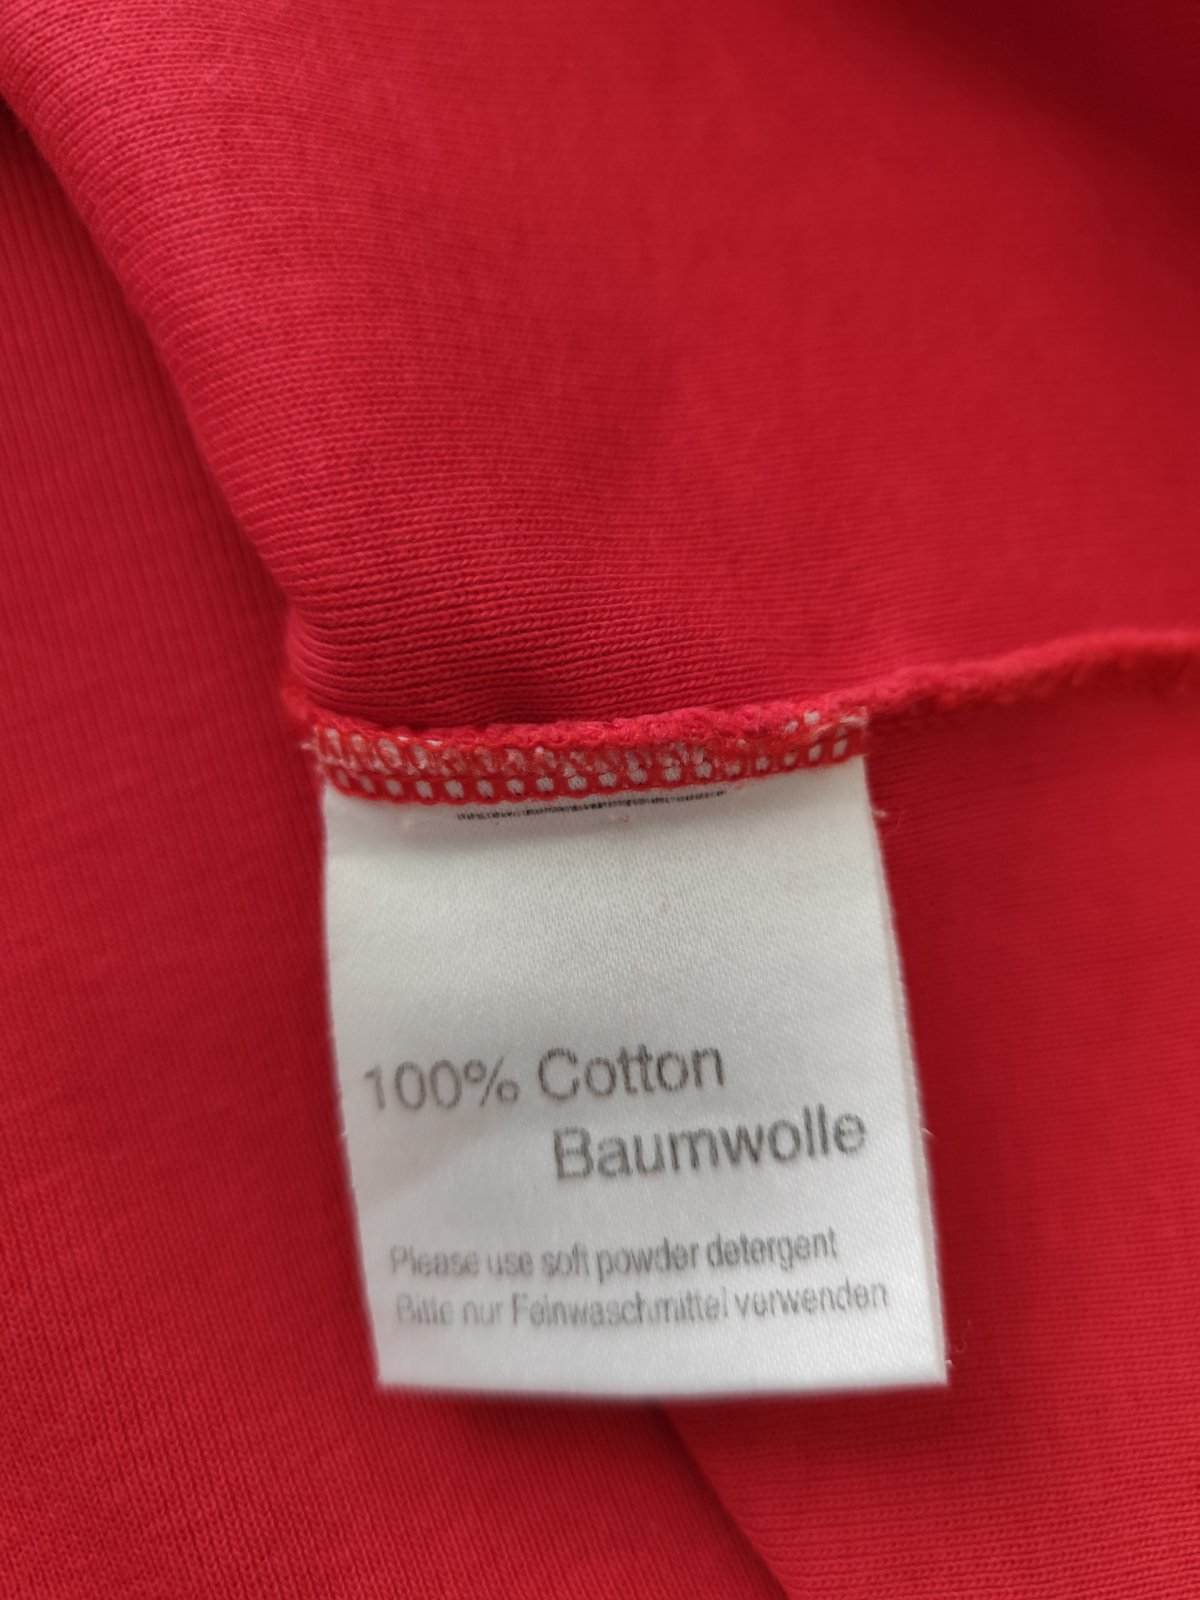 100% Cotton
Baumwolle
Please use soft powder detergent
Bitte nur Feinwaschmittel verwenden